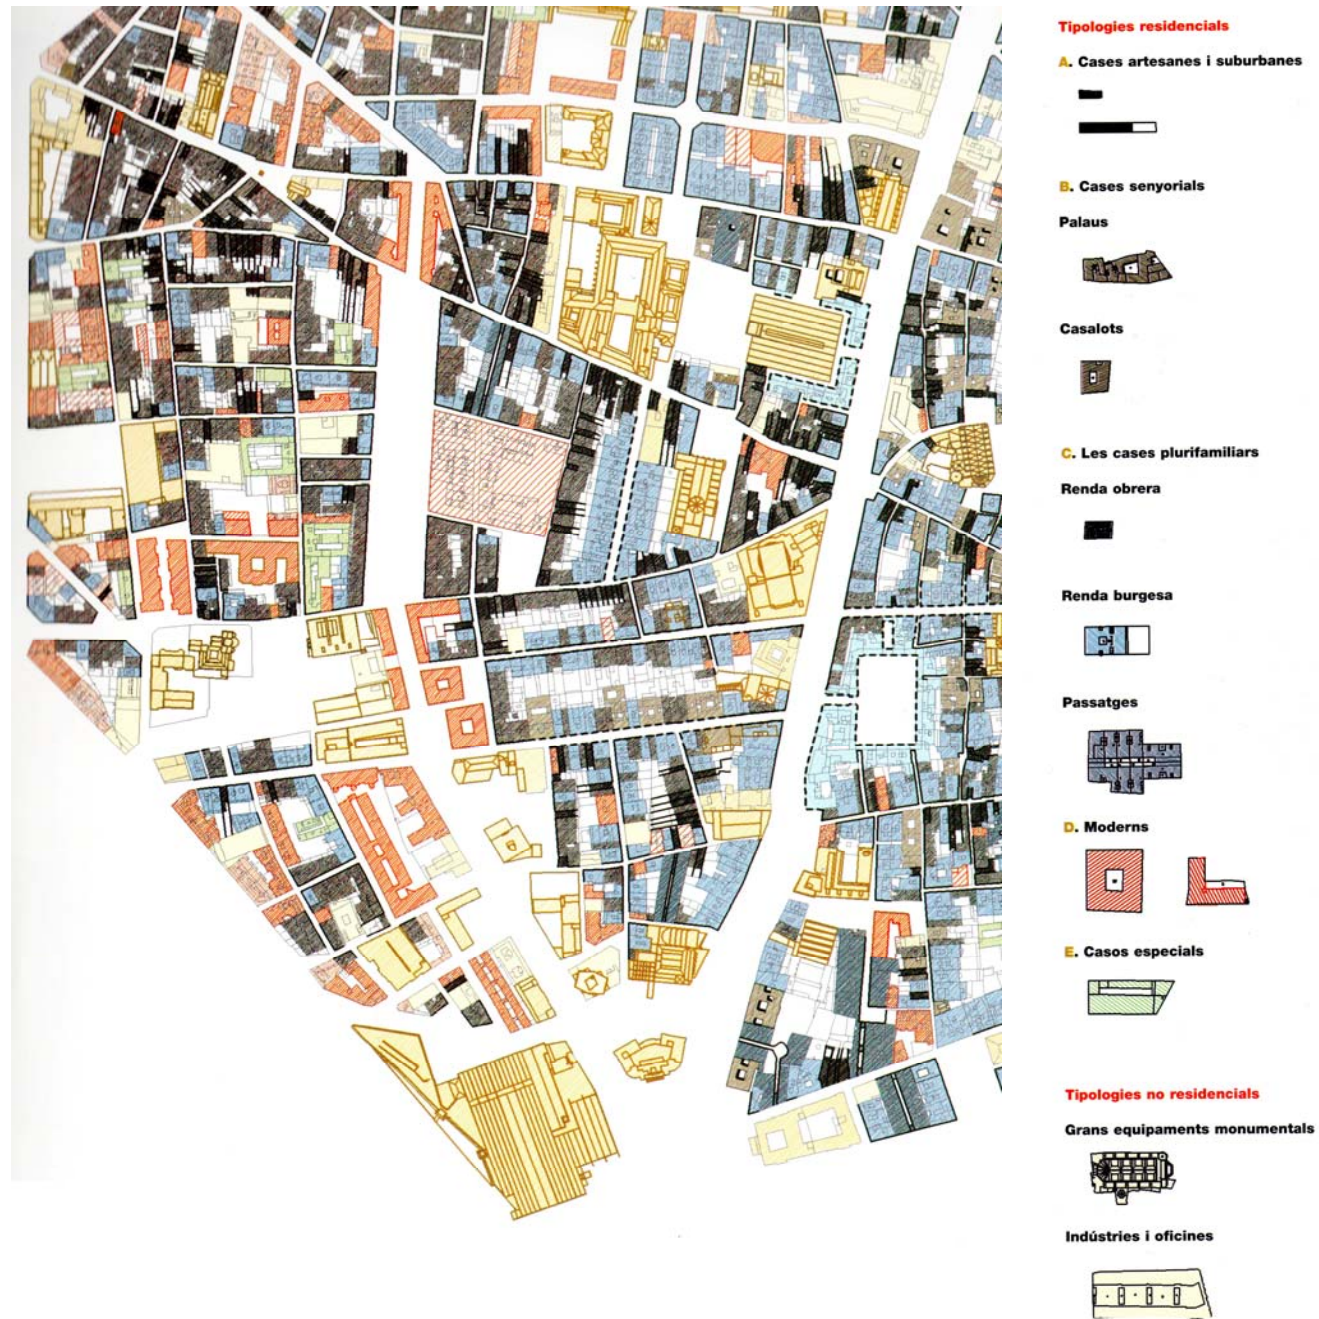 Tipologies residencials
A. Cases artesanes i suburbanes
B. Cases senyorials
Palaus
Casalots
C. Les cases plurifamiliars
Renda obrera
Renda burgesa
Passatges
D. Moderns
E. Casos especials
Tipologies no residencials
Grans equipaments monumentals
Indústries i oficines